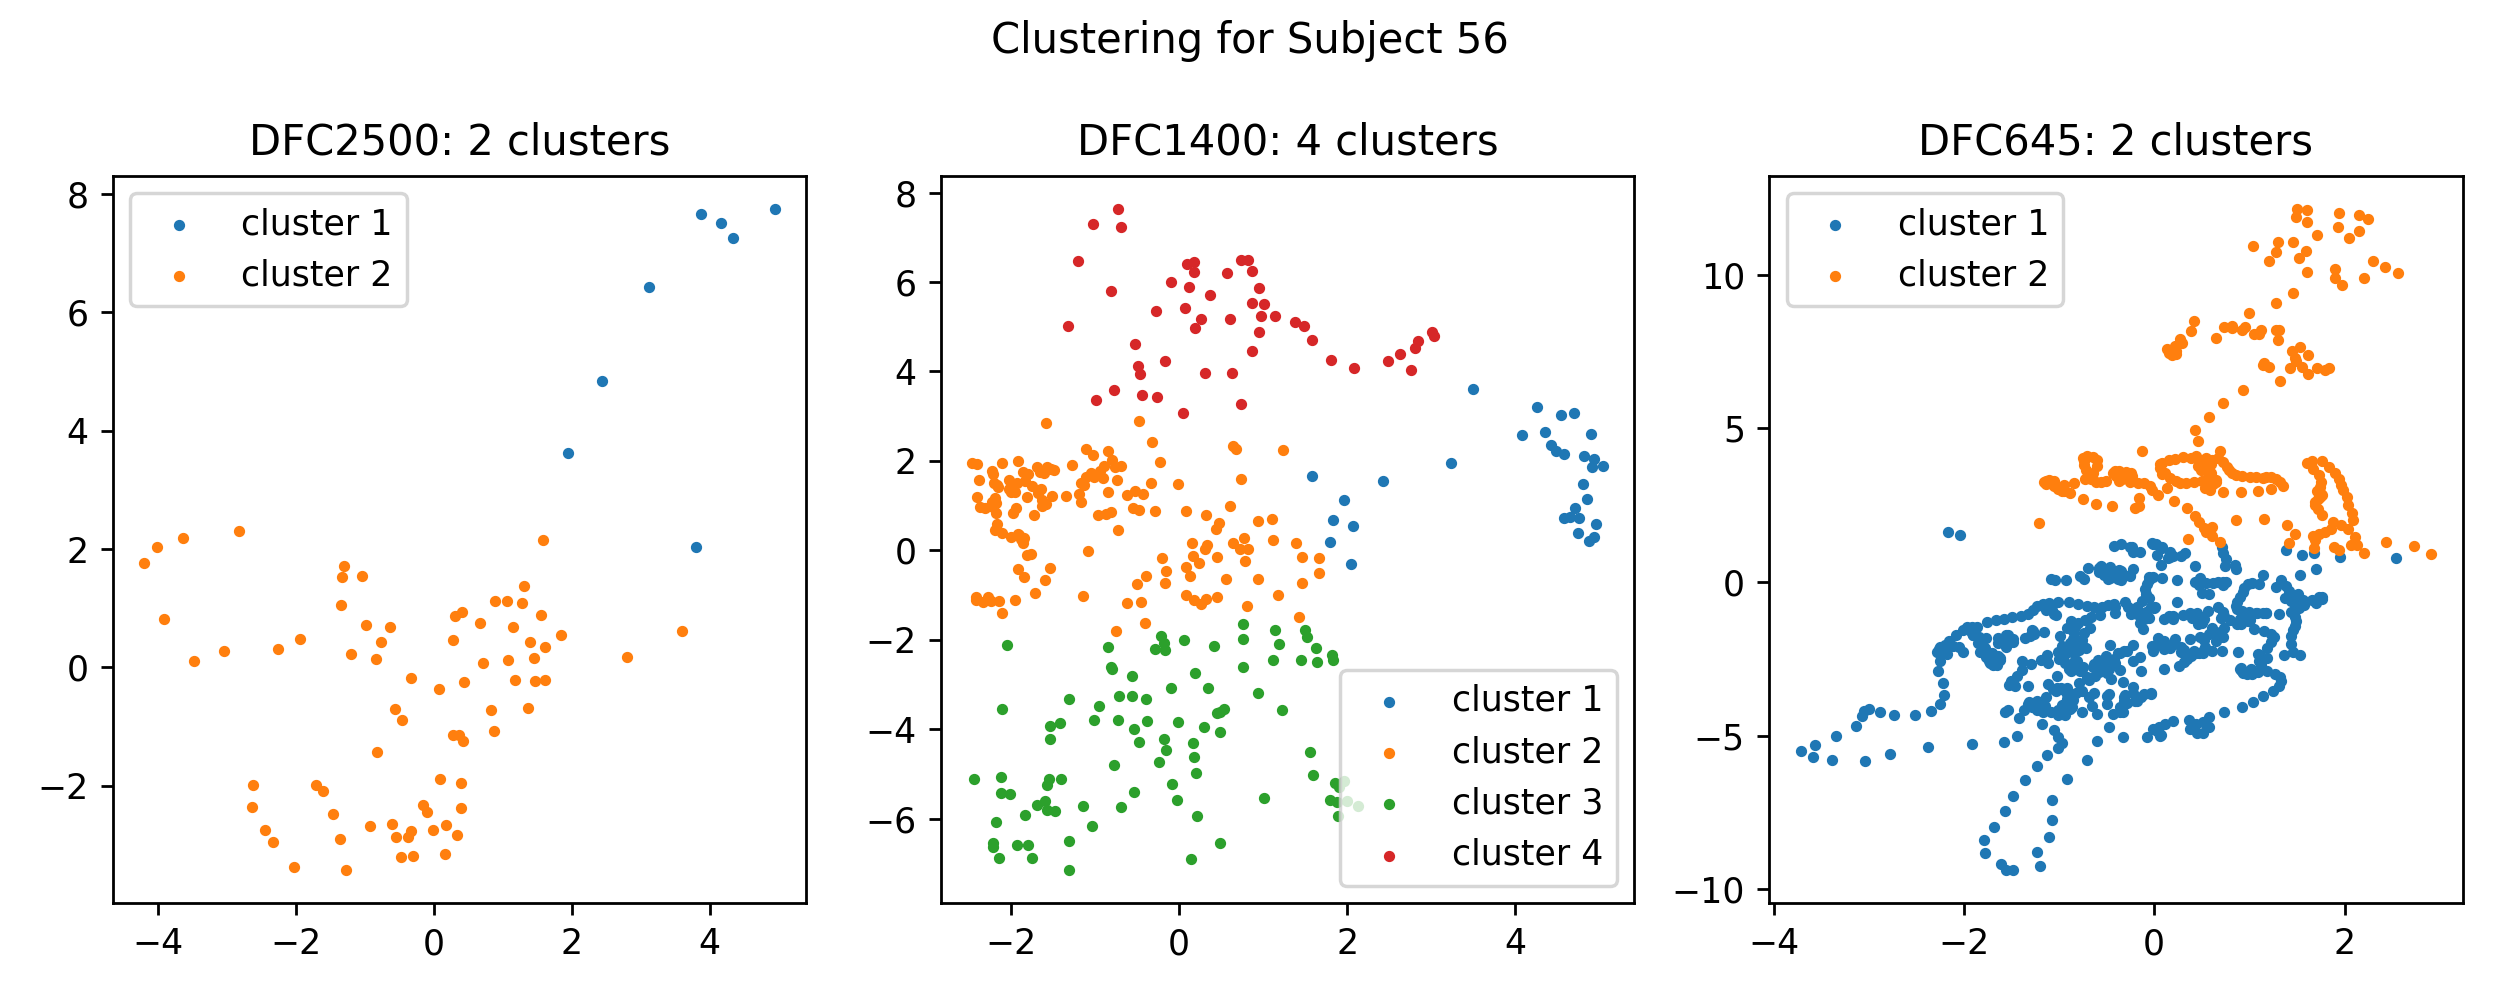 Clustering for Subject 56
DFC2500: 2 clusters
cluster 1
cluster 2
8
6
4
2
0
−2
−4
−2
0
2
4
DFC1400: 4 clusters
8
6
4
2
0
−2
−4
−6
cluster 1
cluster 2
cluster 3
cluster 4
−2
0
2
4
DFC645: 2 clusters
cluster 1
cluster 2
10
5
0
−5
−10
−4
−2
0
2